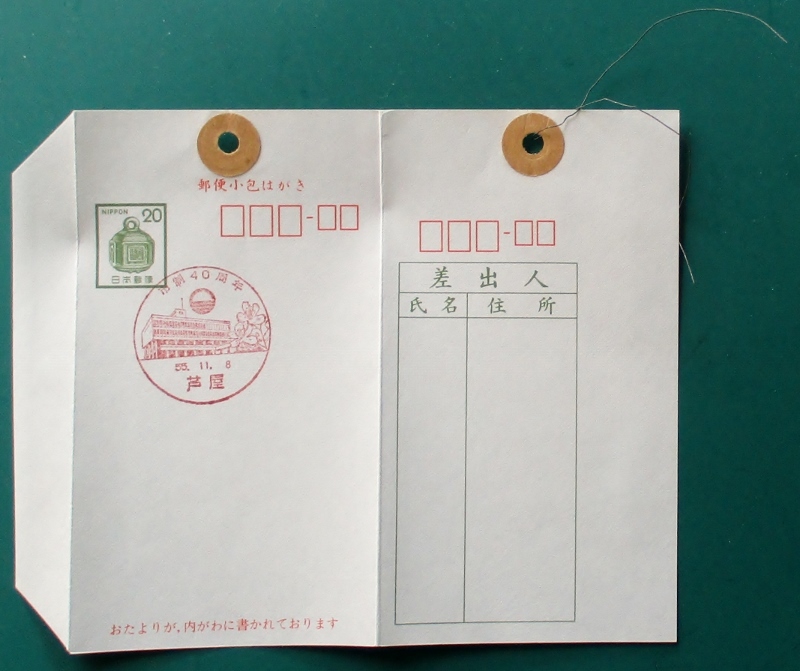 郵便小包はがき
NIPPON 20
日本郵便
市制40周年
55.11.8
芦屋
おたよりが、内がわに書かれております
差出人
氏名 住所